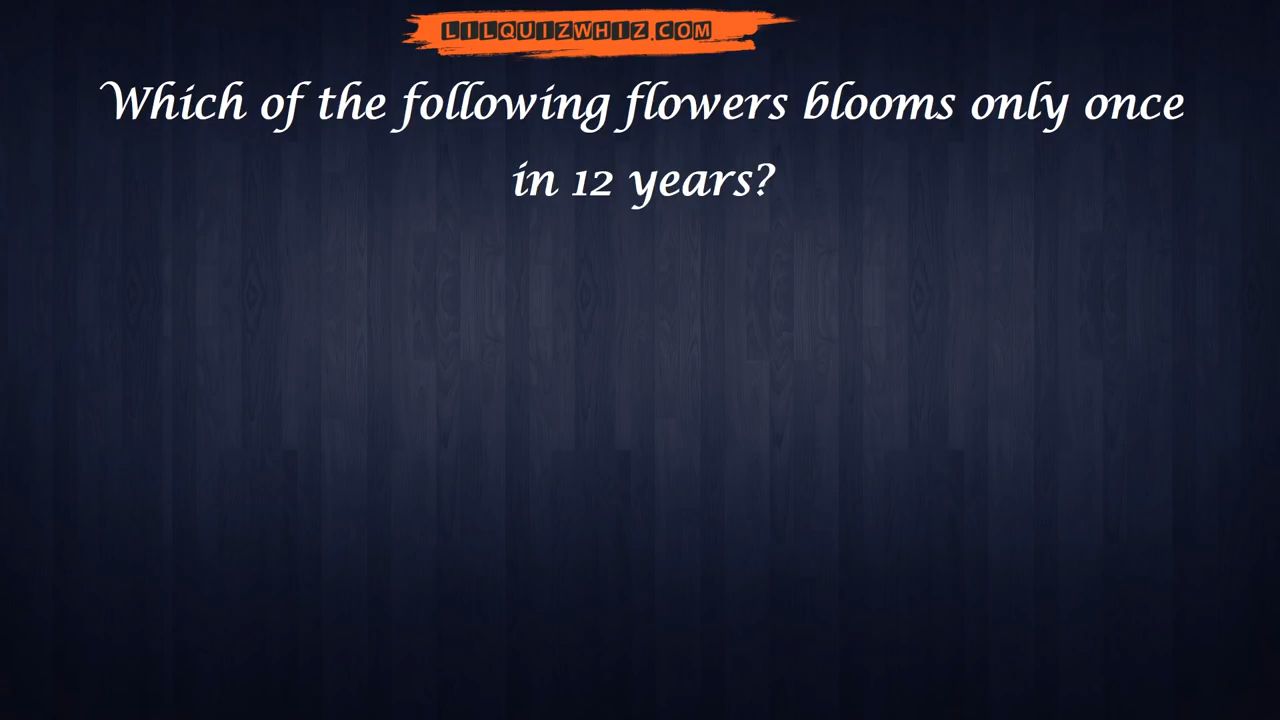 LILQUIZWHIZ.COM
Which of the following flowers blooms only once
in 12 years?